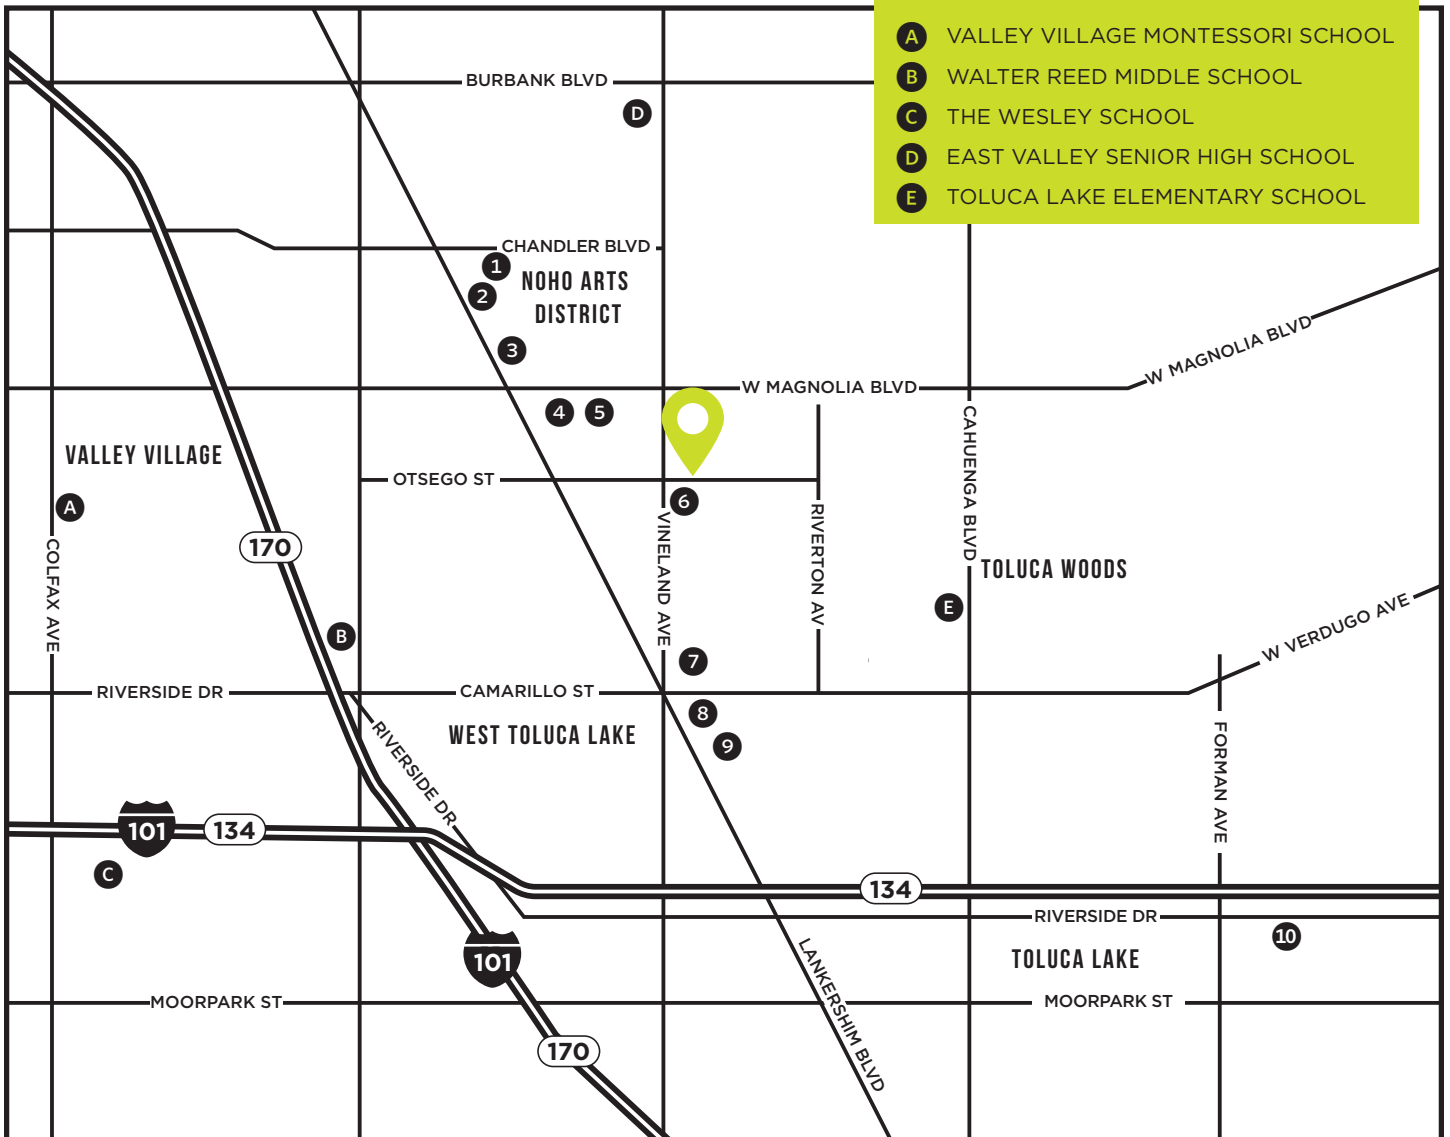 A VALLEY VILLAGE MONTESSORI SCHOOL
B WALTER REED MIDDLE SCHOOL
C THE WESLEY SCHOOL
D EAST VALLEY SENIOR HIGH SCHOOL
E TOLUCA LAKE ELEMENTARY SCHOOL
BURBANK BLVD
D
CHANDLER BLVD
1
NOHO ARTS
DISTRICT
2
3
W MAGNOLIA BLVD
W MAGNOLIA BLVD
4
5
VALLEY VILLAGE
CAHUENGA BLVD
OTSEGO ST
6
A
170
COLFAX AVE
VINELAND AVE
RIVERTON AV
TOLUCA WOODS
E
W VERDUGO AVE
B
7
RIVERSIDE DR
CAMARILLO ST
8
WEST TOLUCA LAKE
9
RIVERSIDE DR
FORMAN AVE
101
134
C
134
RIVERSIDE DR
10
TOLUCA LAKE
101
LANKERSHIM BLVD
MOORPARK ST
MOORPARK ST
170